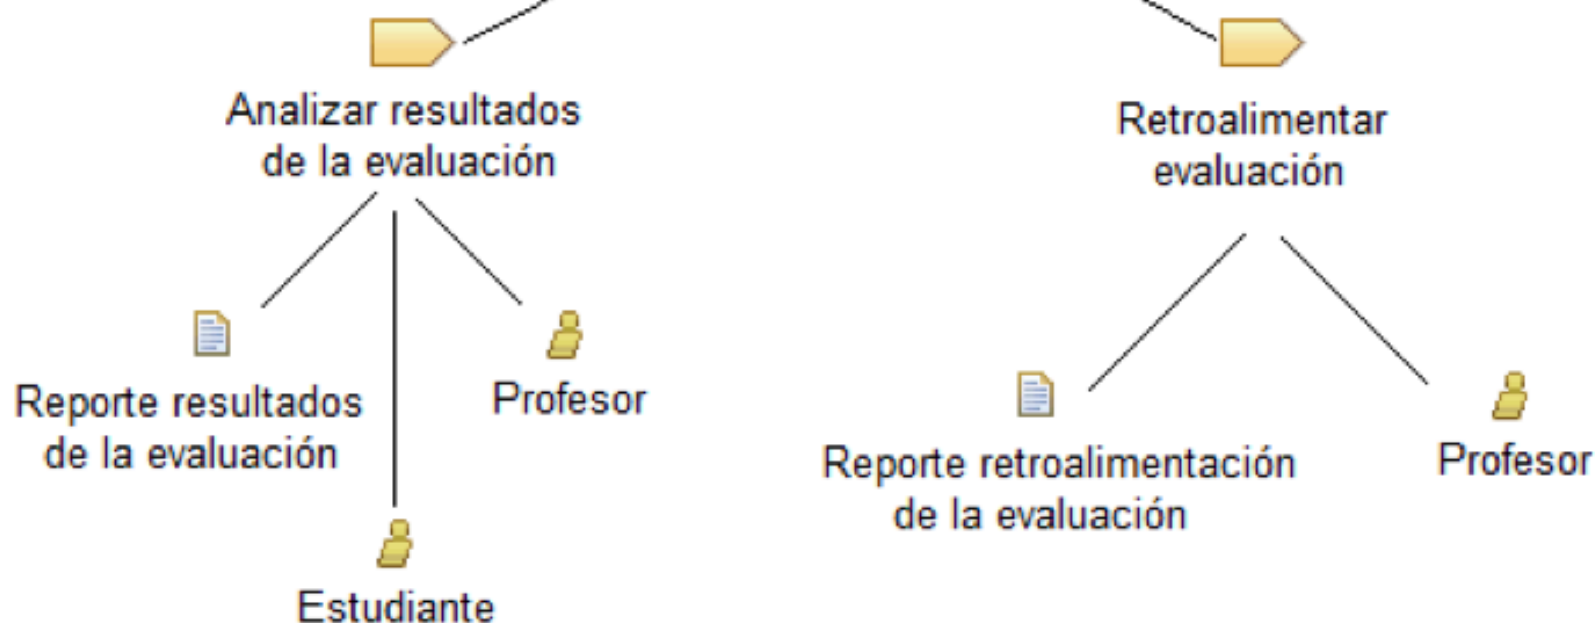 Analizar resultados
de la evaluación
Retroalimentar
evaluación
Reporte resultados
de la evaluación
Profesor
Estudiante
Reporte retroalimentación
de la evaluación
Profesor